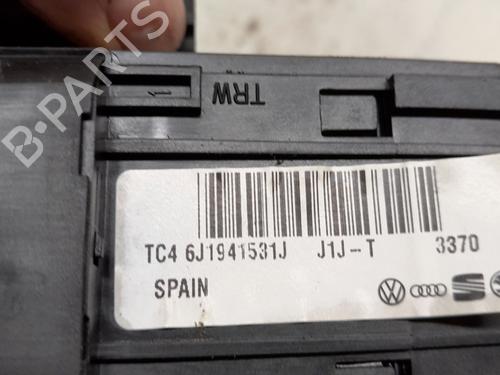 B-PARTS
TRW
TC4 6J1941531J J1J-T 3370
SPAIN